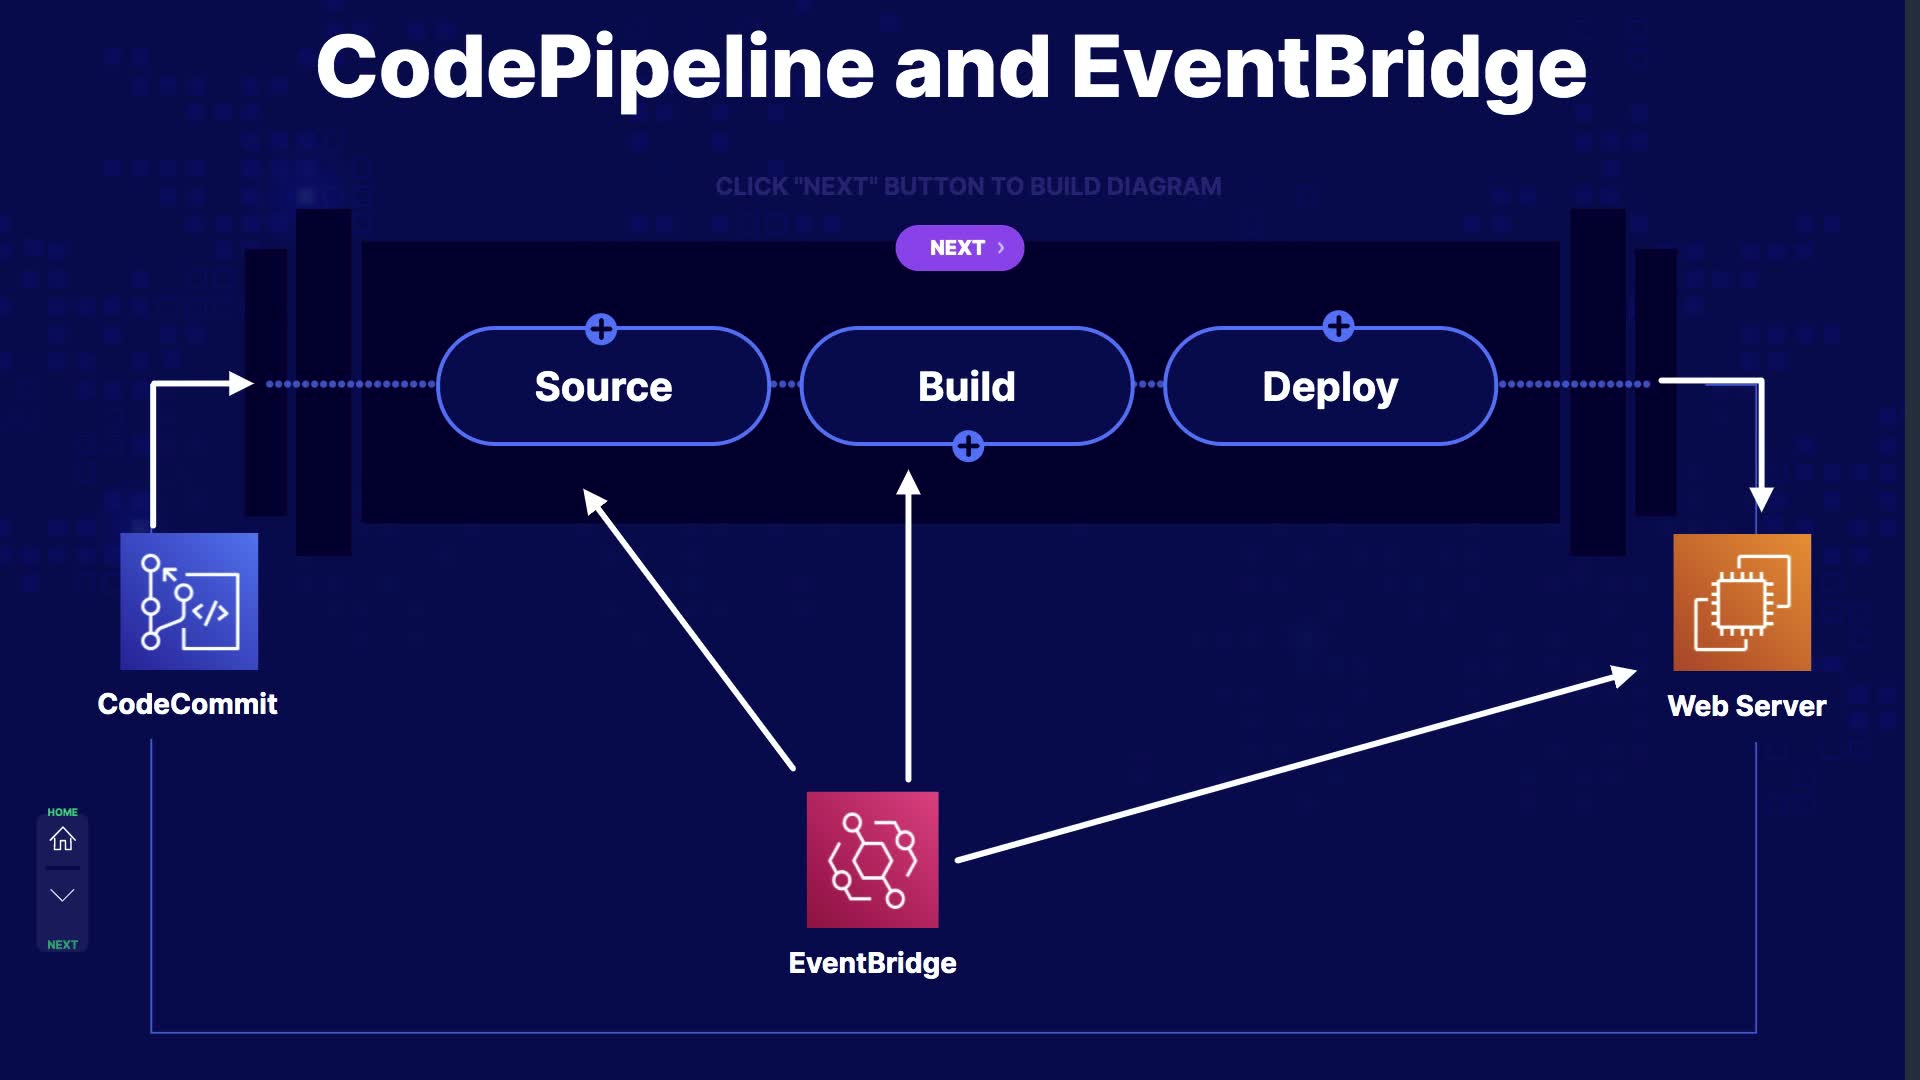 CodePipeline and EventBridge
CLICK "NEXT" BUTTON TO BUILD DIAGRAM
NEXT
Source
Build
Deploy
CodeCommit
Web Server
EventBridge
HOME
NEXT